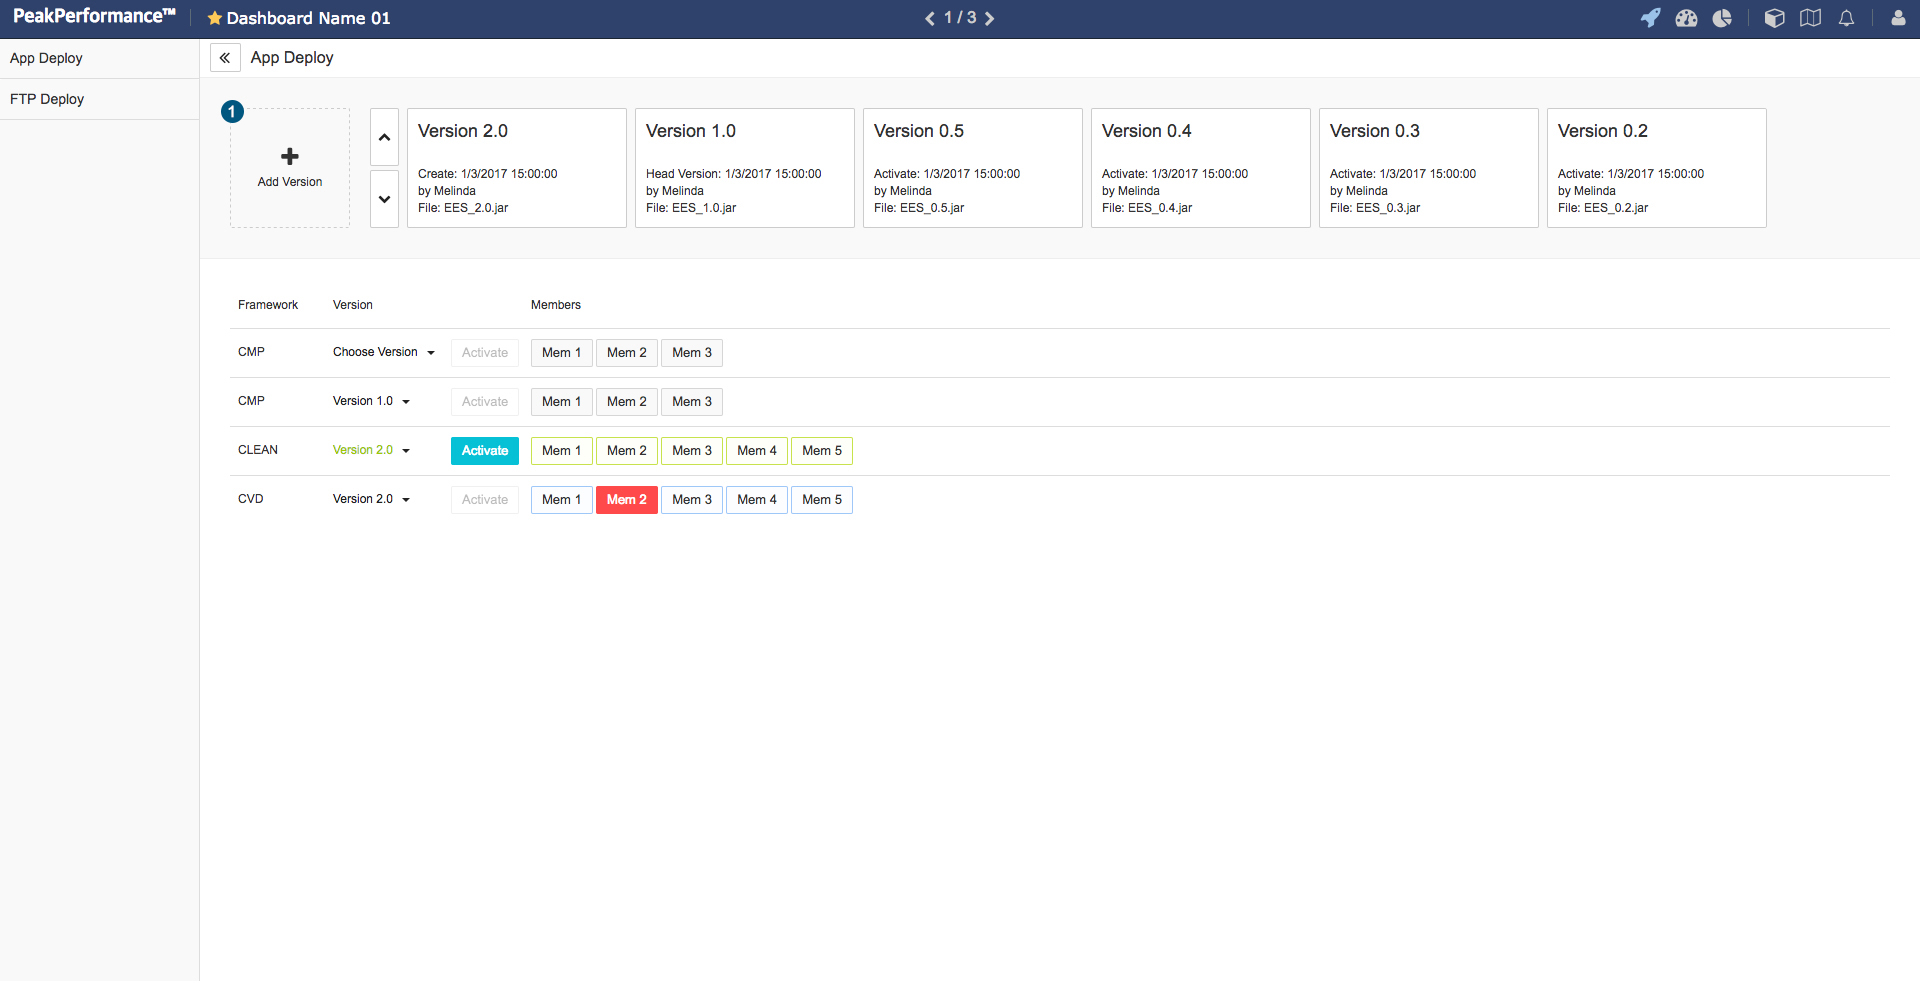 PeakPerformance™
Dashboard Name 01
1 / 3
App Deploy
FTP Deploy
App Deploy
1
Add Version
Version 2.0
Create: 1/3/2017 15:00:00
by Melinda
File: EES_2.0.jar
Version 1.0
Head Version: 1/3/2017 15:00:00
by Melinda
File: EES_1.0.jar
Version 0.5
Activate: 1/3/2017 15:00:00
by Melinda
File: EES_0.5.jar
Version 0.4
Activate: 1/3/2017 15:00:00
by Melinda
File: EES_0.4.jar
Version 0.3
Activate: 1/3/2017 15:00:00
by Melinda
File: EES_0.3.jar
Version 0.2
Activate: 1/3/2017 15:00:00
by Melinda
File: EES_0.2.jar
Framework Version Members
CMP Choose Version Activate Mem 1 Mem 2 Mem 3
CMP Version 1.0 Activate Mem 1 Mem 2 Mem 3
CLEAN Version 2.0 Activate Mem 1 Mem 2 Mem 3 Mem 4 Mem 5
CVD Version 2.0 Activate Mem 1 Mem 2 Mem 3 Mem 4 Mem 5